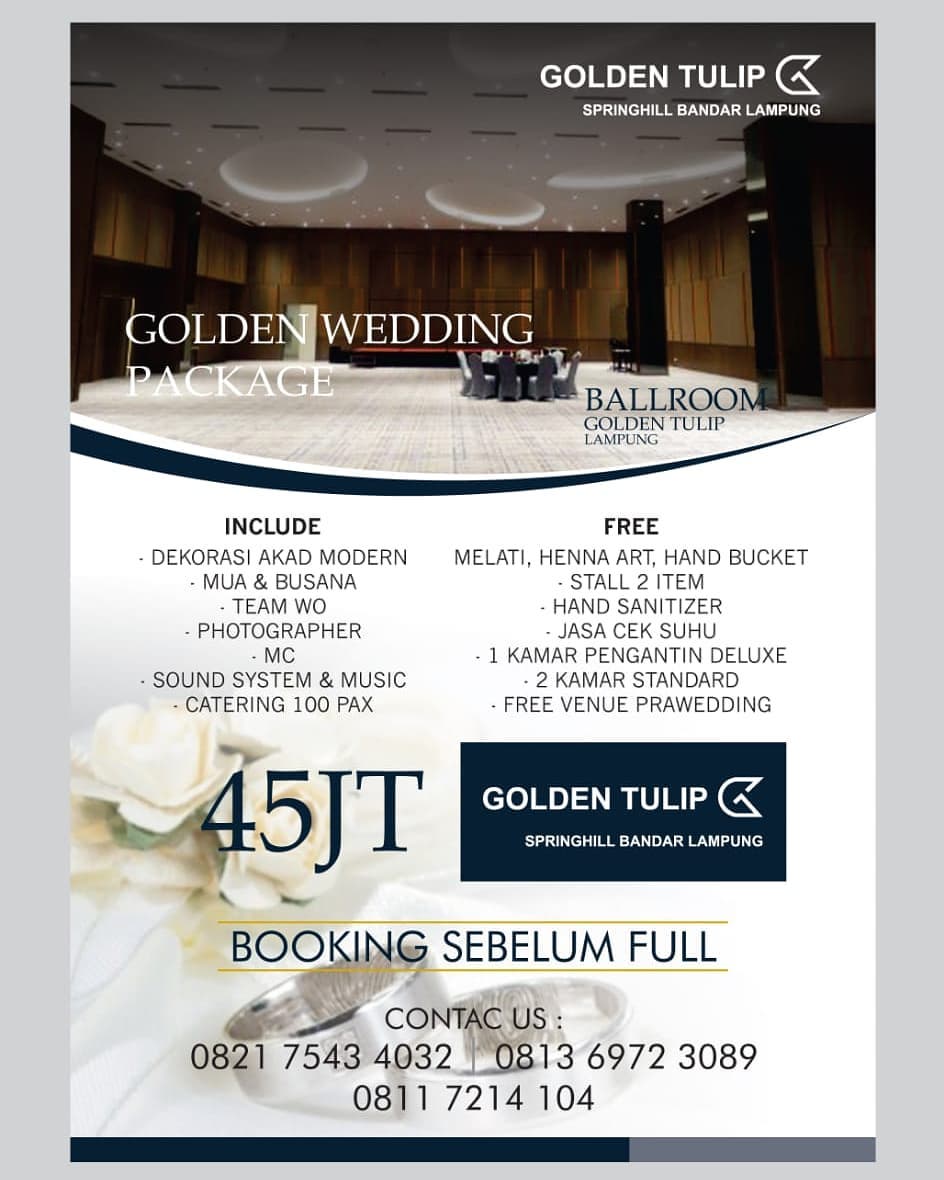 GOLDEN TULIP
SPRINGHILL BANDAR LAMPUNG
GOLDEN WEDDING
PACKAGE
BALLROOM
GOLDEN TULIP
LAMPUNG
INCLUDE
- DEKORASI AKAD MODERN
- MUA & BUSANA
- TEAM WO
- PHOTOGRAPHER
- MC
- SOUND SYSTEM & MUSIC
- CATERING 100 PAX
FREE
MELATI, HENNA ART, HAND BUCKET
- STALL 2 ITEM
- HAND SANITIZER
- JASA CEK SUHU
- 1 KAMAR PENGANTIN DELUXE
- 2 KAMAR STANDARD
- FREE VENUE PRAWEDDING
45JT
GOLDEN TULIP
SPRINGHILL BANDAR LAMPUNG
BOOKING SEBELUM FULL
CONTAC US :
0821 7543 4032 | 0813 6972 3089
0811 7214 104